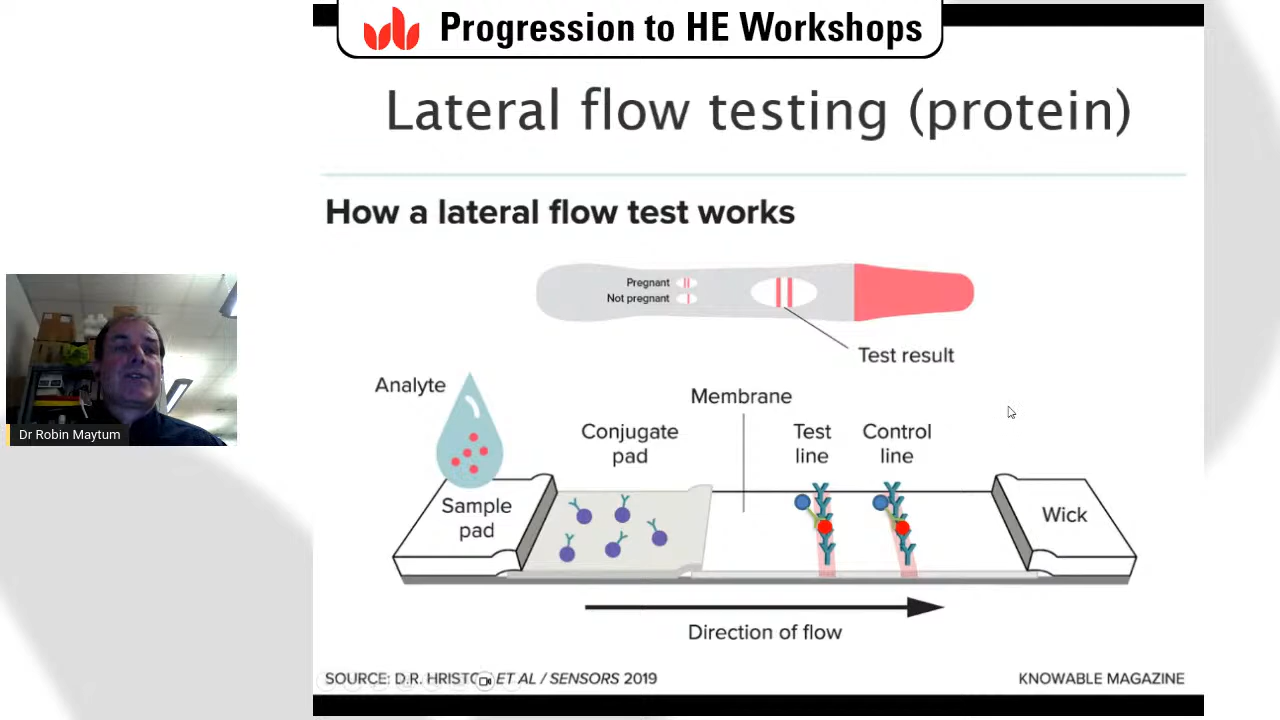 Progression to HE Workshops
Lateral flow testing (protein)
How a lateral flow test works
Pregnant
Not pregnant
Test result
Analyte
Membrane
Conjugate
pad
Test
line
Control
line
Sample
pad
Wick
Direction of flow
Dr Robin Maytum
SOURCE: D.R. ET AL / SENSORS 2019
KNOWABLE MAGAZINE